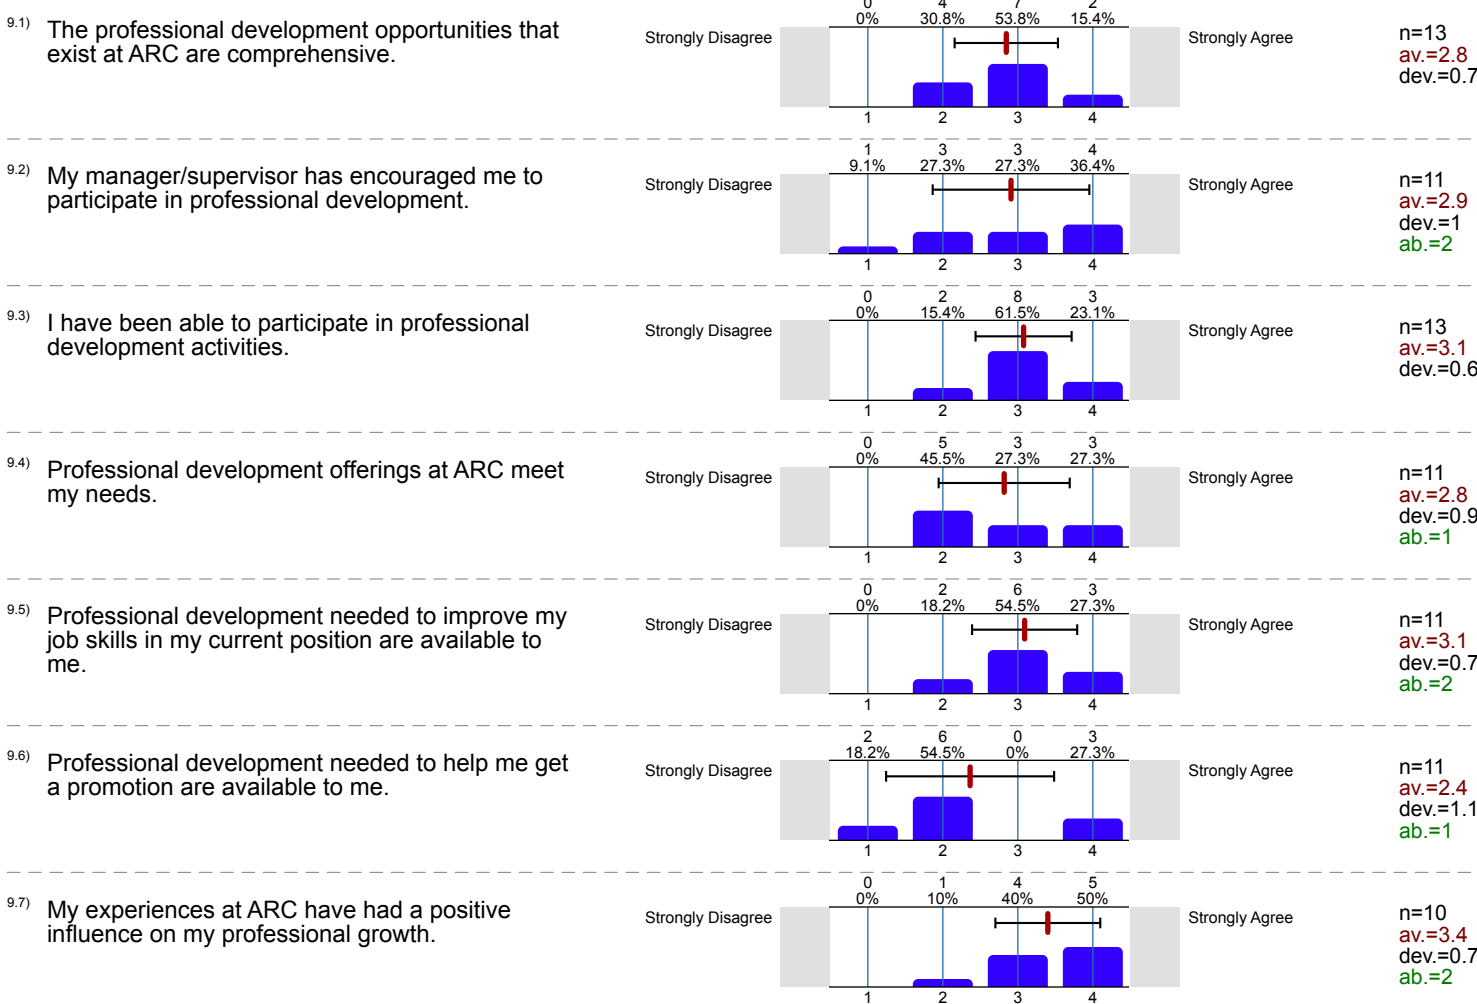 0 4 7 2
9.1) The professional development opportunities that 0% 30.8% 53.8% 15.4%
exist at ARC are comprehensive. Strongly Disagree Strongly Agree n=13
av.=2.8
dev.=0.7
1 2 3 4
1 3 3 4
9.2) My manager/supervisor has encouraged me to 9.1% 27.3% 27.3% 36.4%
participate in professional development. Strongly Disagree Strongly Agree n=11
av.=2.9
dev.=1
ab.=2
1 2 3 4
0 2 8 3
9.3) I have been able to participate in professional 0% 15.4% 61.5% 23.1%
development activities. Strongly Disagree Strongly Agree n=13
av.=3.1
dev.=0.6
1 2 3 4
0 5 3 3
9.4) Professional development offerings at ARC meet 0% 45.5% 27.3% 27.3%
my needs. Strongly Disagree Strongly Agree n=11
av.=2.8
dev.=0.9
ab.=1
1 2 3 4
0 2 6 3
9.5) Professional development needed to improve my 0% 18.2% 54.5% 27.3%
job skills in my current position are available to Strongly Disagree Strongly Agree n=11
me. av.=3.1
dev.=0.7
ab.=2
1 2 3 4
2 6 0 3
9.6) Professional development needed to help me get 18.2% 54.5% 0% 27.3%
a promotion are available to me. Strongly Disagree Strongly Agree n=11
av.=2.4
dev.=1.1
ab.=1
1 2 3 4
0 1 4 5
9.7) My experiences at ARC have had a positive 0% 10% 40% 50%
influence on my professional growth. Strongly Disagree Strongly Agree n=10
av.=3.4
dev.=0.7
ab.=2
1 2 3 4